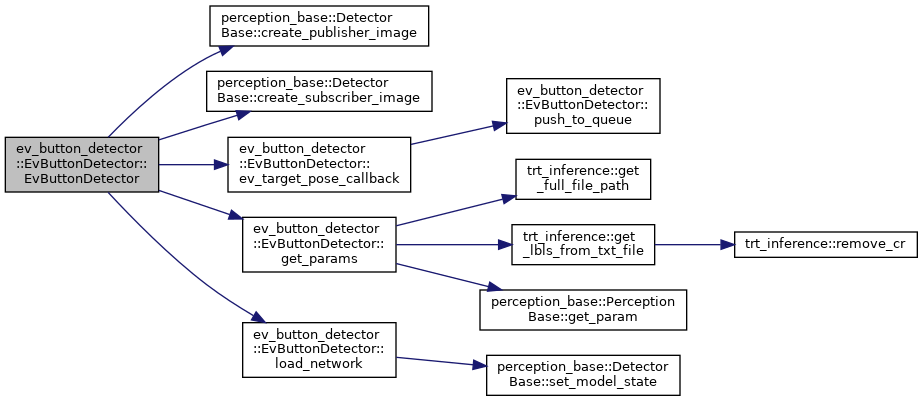 perception_base::Detector
Base::create_publisher_image
perception_base::Detector
Base::create_subscriber_image
ev_button_detector
::EvButtonDetector::
push_to_queue
ev_button_detector
::EvButtonDetector::
EvButtonDetector
ev_button_detector
::EvButtonDetector::
ev_target_pose_callback
trt_inference::get
_full_file_path
ev_button_detector
::EvButtonDetector::
get_params
trt_inference::get
_lbls_from_txt_file
trt_inference::remove_cr
perception_base::Perception
Base::get_param
ev_button_detector
::EvButtonDetector::
load_network
perception_base::Detector
Base::set_model_state